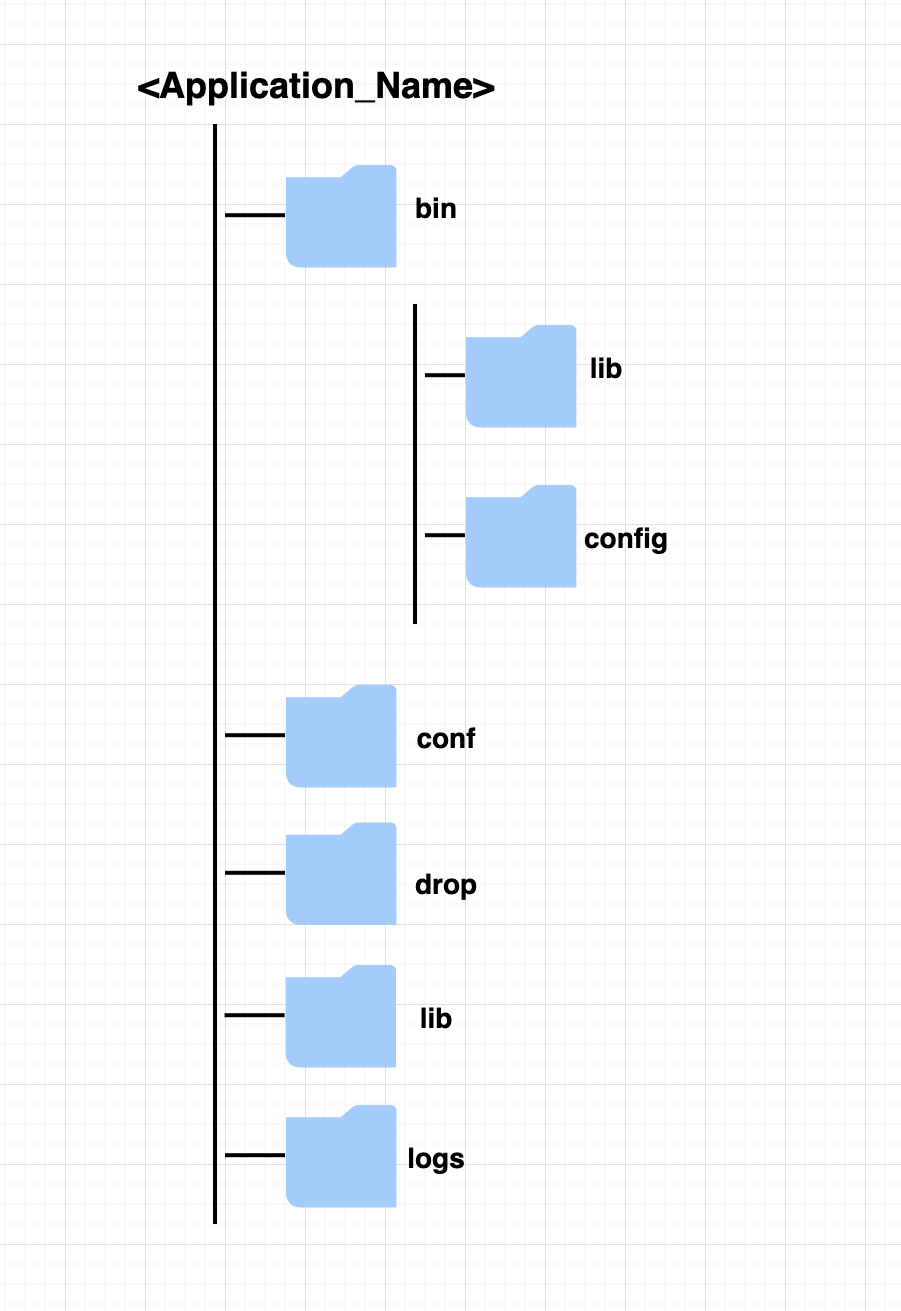 <Application_Name>
bin
lib
config
conf
drop
lib
logs